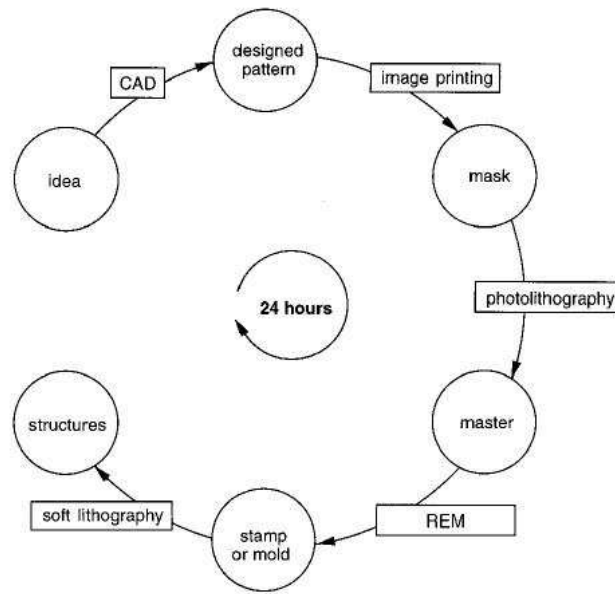 designed
pattern
CAD
image printing
idea
mask
24 hours
photolithography
structures
master
soft lithography
REM
stamp
or mold